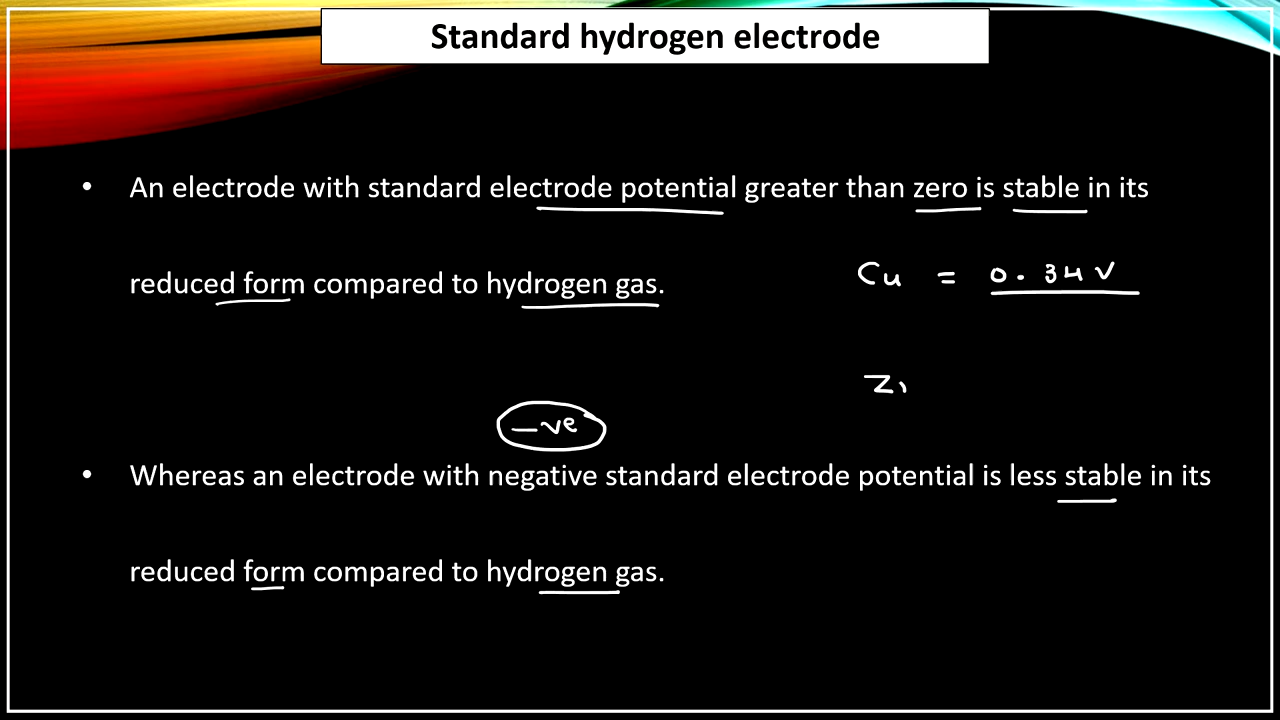 Standard hydrogen electrode
• An electrode with standard electrode potential greater than zero is stable in its
reduced form compared to hydrogen gas.
Cu = 0.34 V
-ve
• Whereas an electrode with negative standard electrode potential is less stable in its
reduced form compared to hydrogen gas.